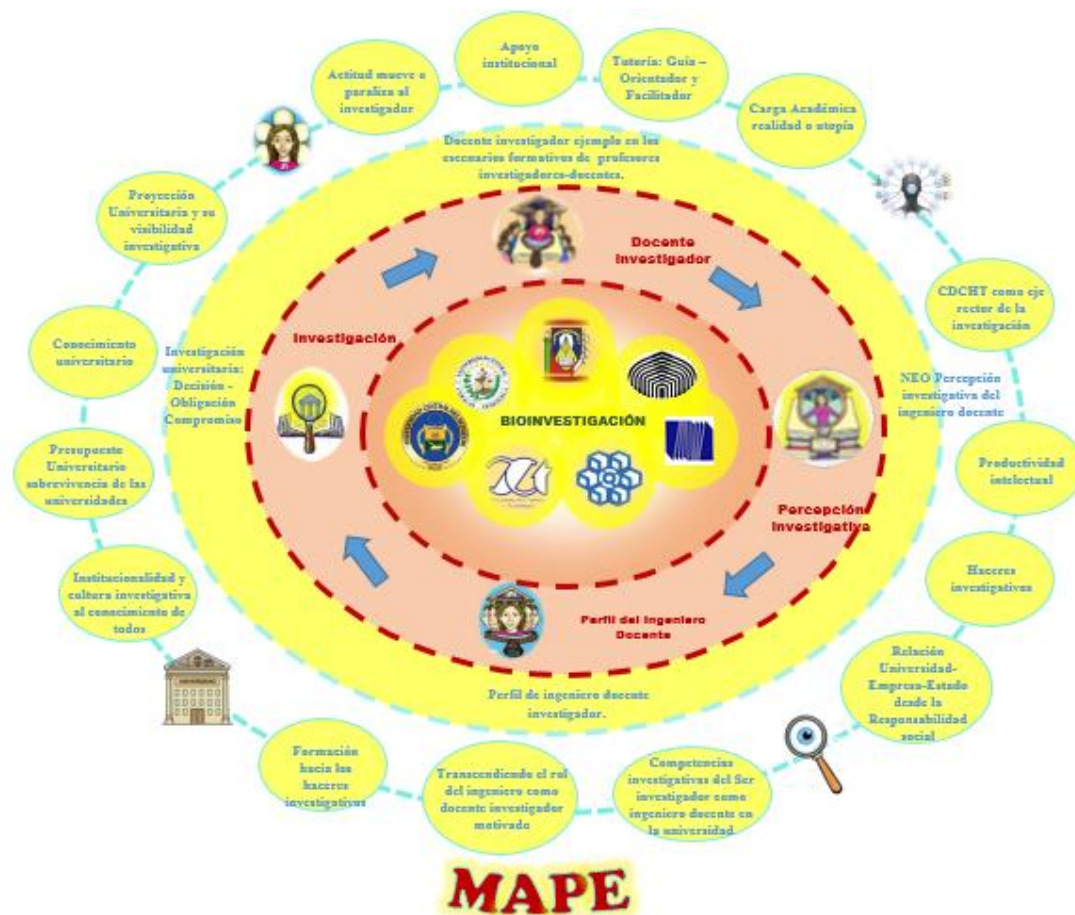 Apoyo
institucional
Tutoría: Guía –
Orientador y
Facilitador
Carga Académica
realidad o utopía
CDCHT como eje
rector de la
investigación
Productividad
intelectual
Haceres
investigativos
Relación
Universidad-
Empresa-Estado
desde la
Responsabilidad
social
Competencias
investigativas del Ser
investigador como
ingeniero docente en
la universidad
Transcendiendo el rol
del ingeniero como
docente investigador
motivado
Formación
hacia los
haceres
investigativos
Institucionalidad y
cultura investigativa
al conocimiento de
todos
Presupuesto
Universitario
sobrevivencia de las
universidades
Conocimiento
universitario
Proyección
Universitaria y su
visibilidad
investigativa
Actitud mueve o
paraliza al
investigador
Docente investigador ejemplo en los
escenarios formativos de profesores
investigadores-docentes.
NEO Percepción
investigativa del
ingeniero docente
Perfil de ingeniero docente
investigador.
Investigación
universitaria:
Decisión -
Obligación
Compromiso
Docente
Investigador
Percepción
Investigativa
Perfil del Ingeniero
Docente
Investigación
BIOINVESTIGACIÓN
MAPE